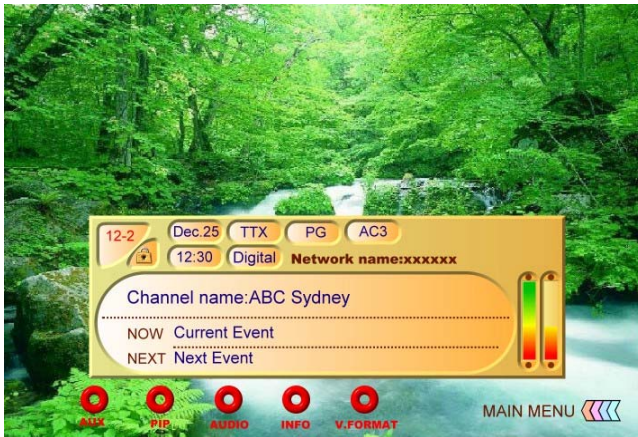 12-2 Dec.25 TTX PG AC3
12:30 Digital Network name:xxxxxx
Channel name:ABC Sydney
NOW Current Event
NEXT Next Event
AUX PIP AUDIO INFO V.FORMAT
MAIN MENU